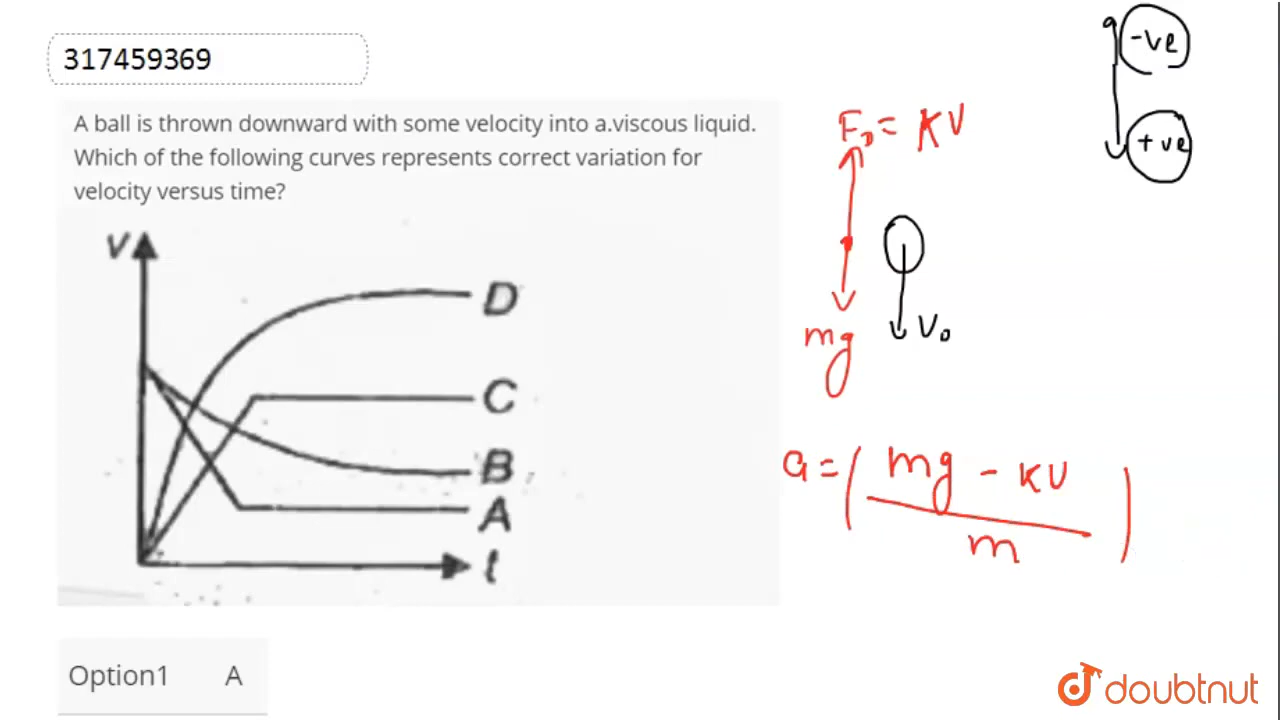 317459369
A ball is thrown downward with some velocity into a.viscous liquid.
Which of the following curves represents correct variation for
velocity versus time?
V
D
C
B
A
t
Option1 A
F_D = KV
mg
V₀
-ve
+ve
a = ( mg - KV / m )
doubtnut